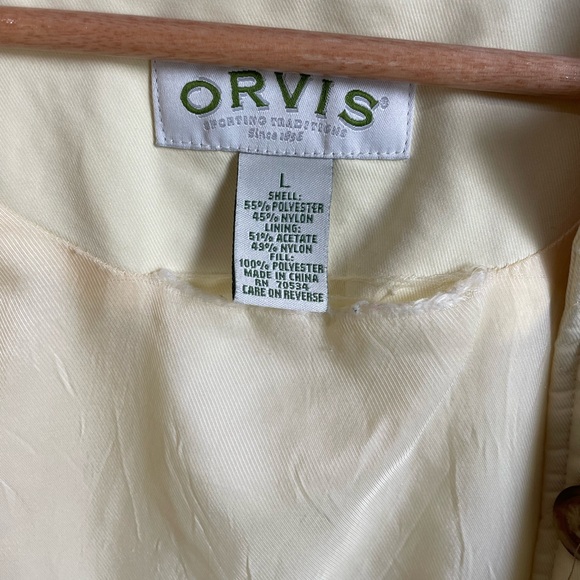 ORVIS®
SPORTING TRADITIONS
Since 1856
L
SHELL:
55% POLYESTER
45% NYLON
LINING:
51% ACETATE
49% NYLON
FILL:
100% POLYESTER
MADE IN CHINA
RN 70534
CARE ON REVERSE